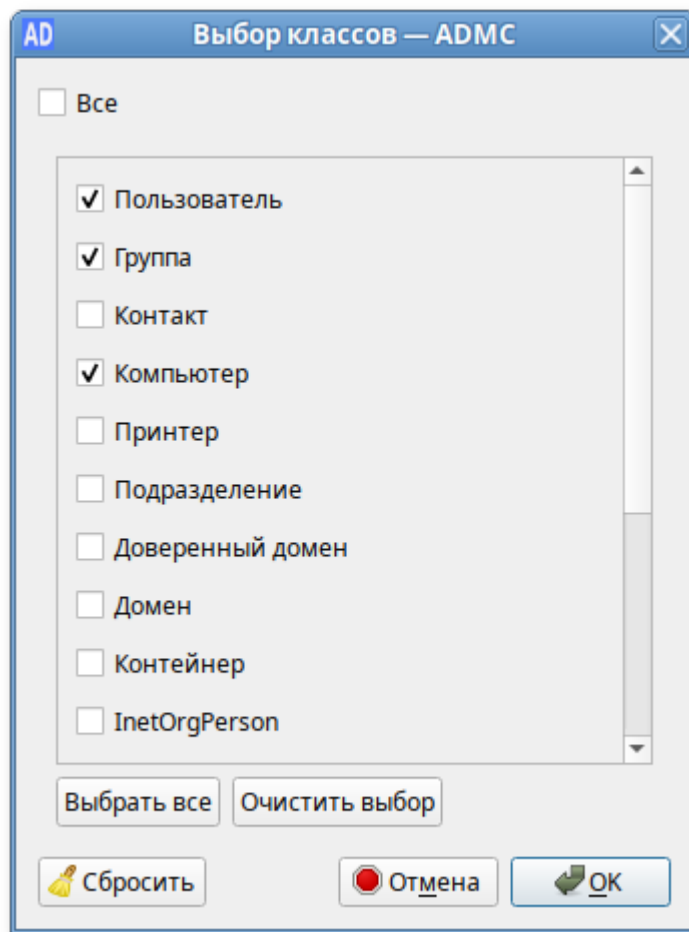 AD Выбор классов — ADMC
Все
Пользователь
Группа
Контакт
Компьютер
Принтер
Подразделение
Доверенный домен
Домен
Контейнер
InetOrgPerson
Выбрать все Очистить выбор
Сбросить Отмена OK